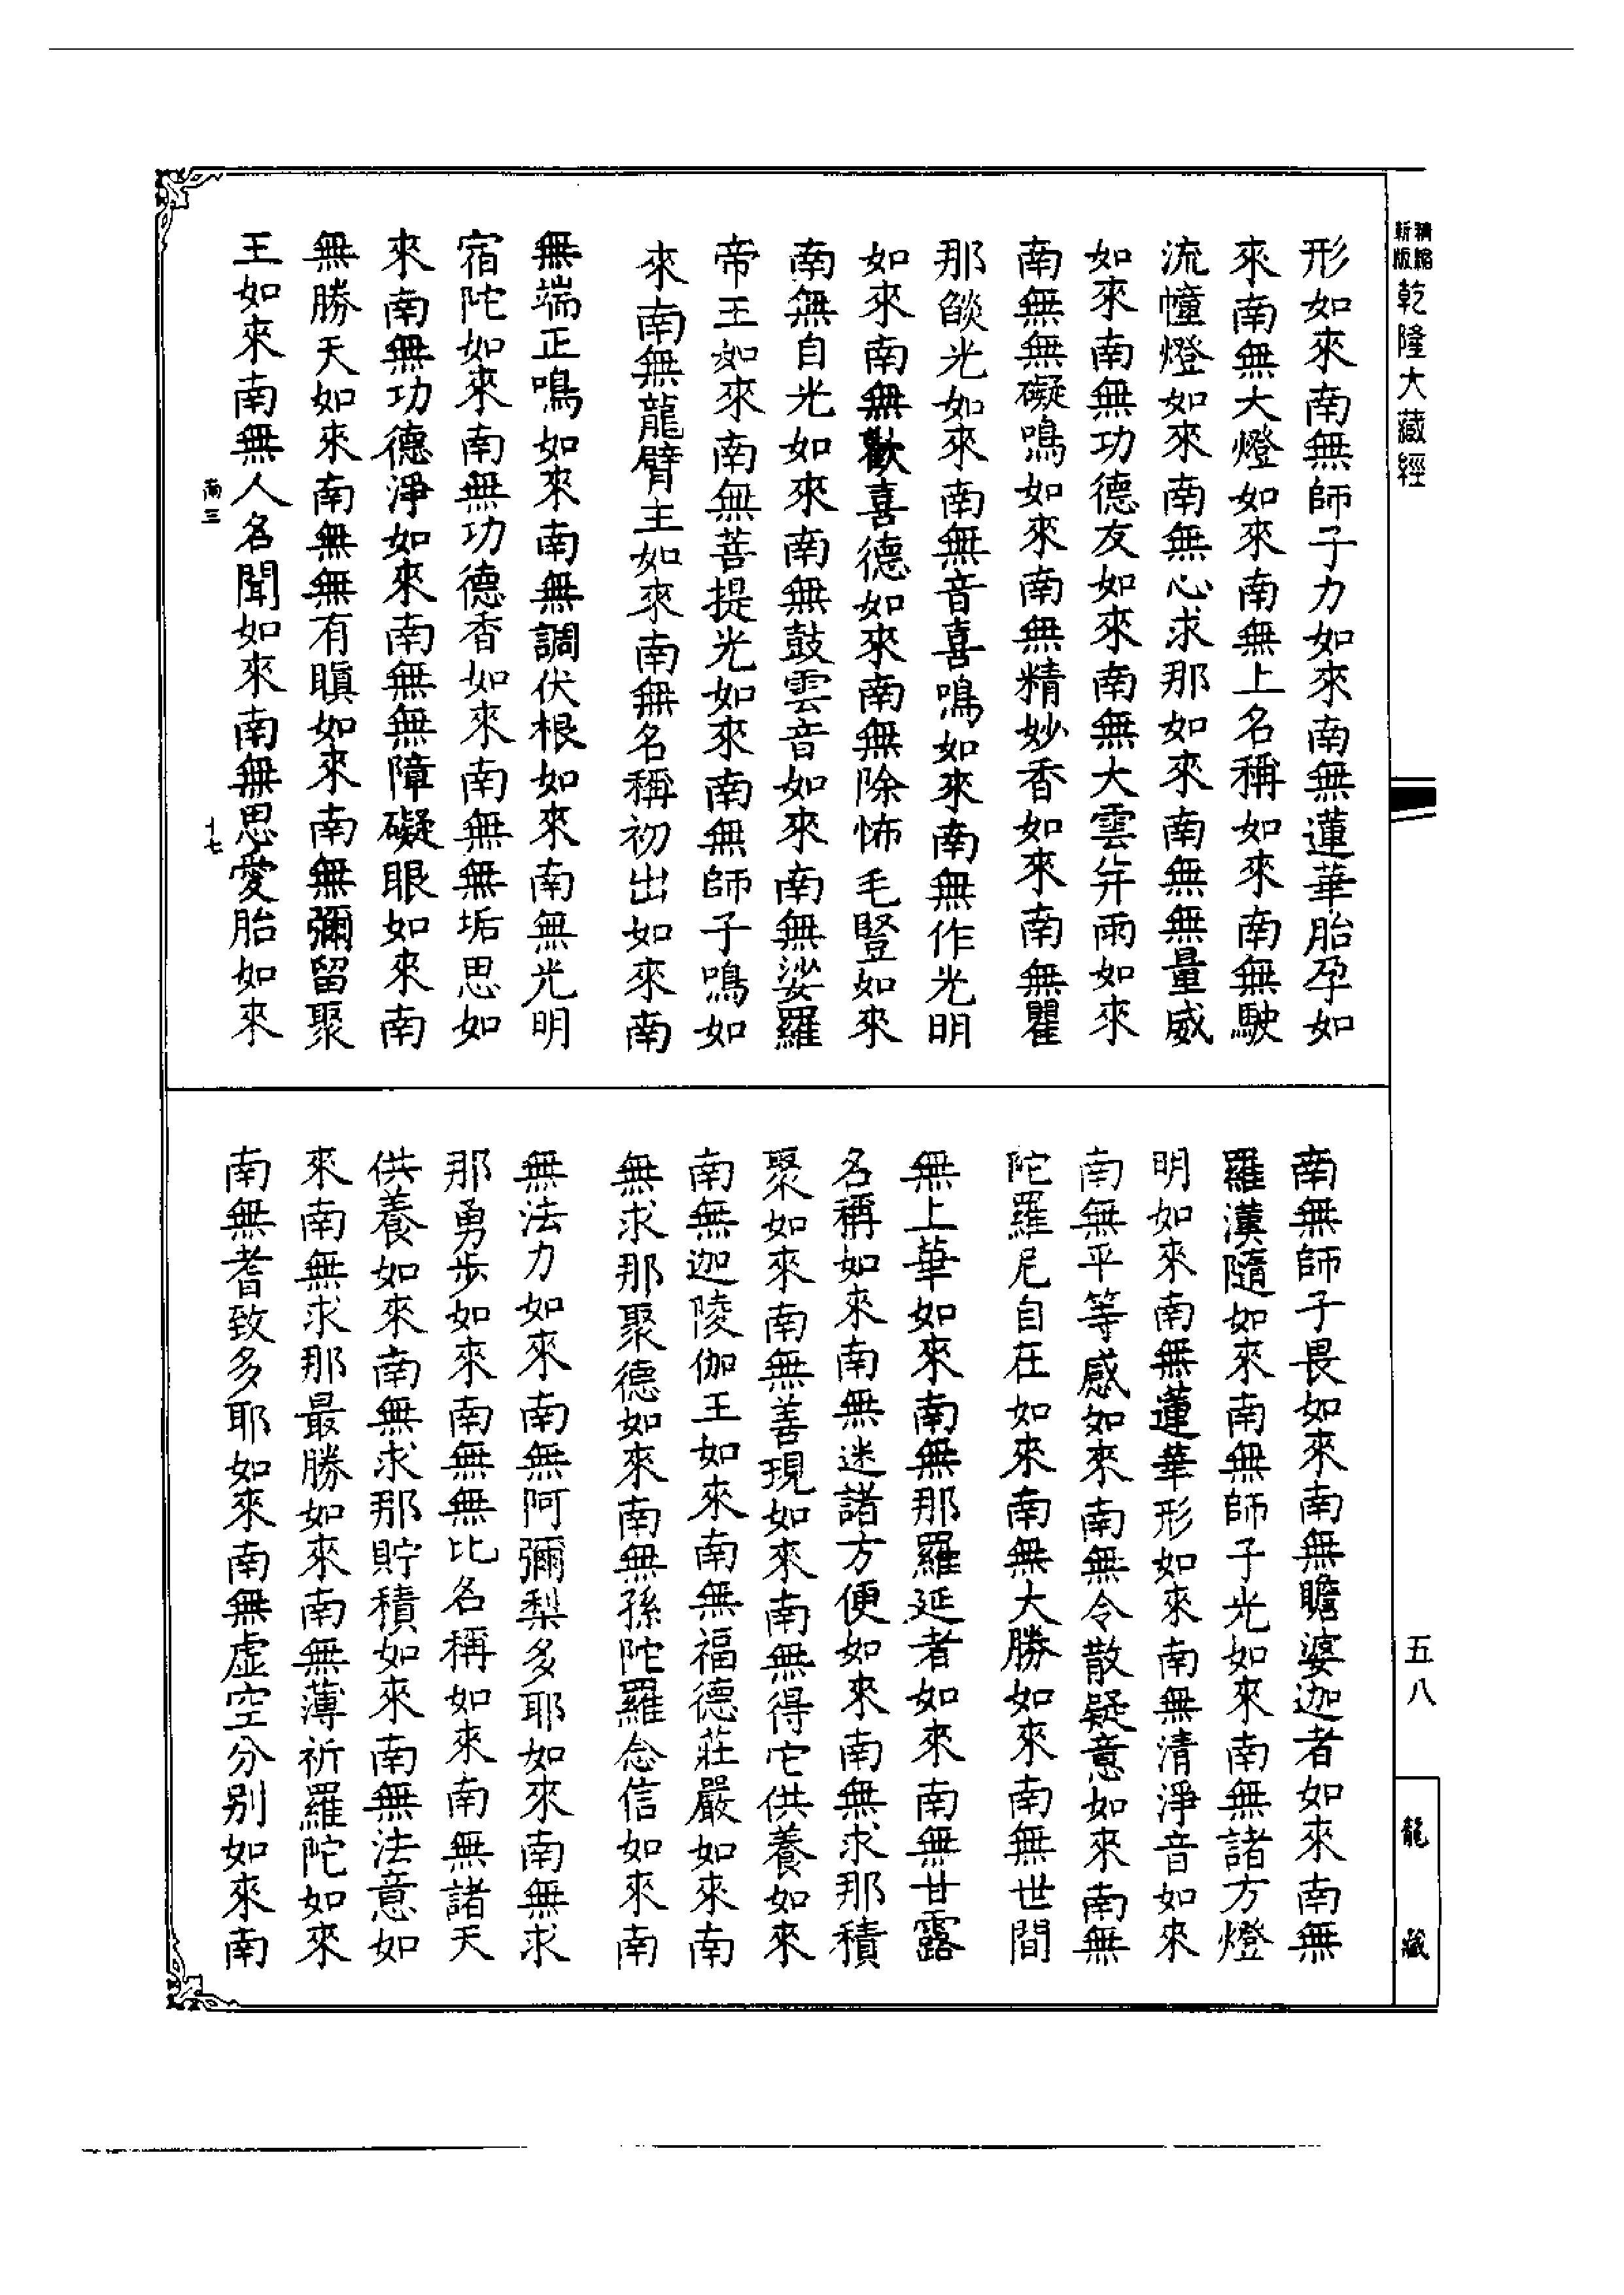 精縮新版乾隆大藏經
形如來南無師子力如來南無蓮華胎孕如
來南無大燈如來南無上名稱如來南無駛
流幢燈如來南無心求那如來南無無量威
如來南無功德友如來南無大雲并雨如來
南無無礙鳴如來南無精妙香如來南無瞿
那燄光如來南無音喜鳴如來南無作光明
如來南無歡喜德如來南無除怖毛豎如來
南無自光如來南無鼓雲音如來南無娑羅
帝王如來南無菩提光如來南無師子鳴如
來南無龍臂主如來南無名稱初出如來南
無端正鳴如來南無調伏根如來南無光明
宿陀如來南無功德香如來南無無垢思如
來南無功德淨如來南無無障礙眼如來南
無勝天如來南無無有瞋如來南無彌留聚
王如來南無人名聞如來南無思愛胎如來
南三
十七
南無師子畏如來南無瞻婆迦者如來南無
羅漢隨如來南無師子光如來南無諸方燈
明如來南無蓮華形如來南無清淨音如來
南無平等感如來南無令散疑意如來南無
陀羅尼自在如來南無大勝如來南無世間
無上華如來南無那羅延者如來南無甘露
名稱如來南無迷諸方便如來南無求那積
聚如來南無善現如來南無得它供養如來
南無迦陵伽王如來南無福德莊嚴如來南
無求那聚德如來南無孫陀羅念信如來南
無法力如來南無阿彌梨多耶如來南無求
那勇步如來南無無比名稱如來南無諸天
供養如來南無求那貯積如來南無法意如
來南無求那最勝如來南無薄祈羅陀如來
南無耆致多耶如來南無虛空分別如來南
五八
龍藏